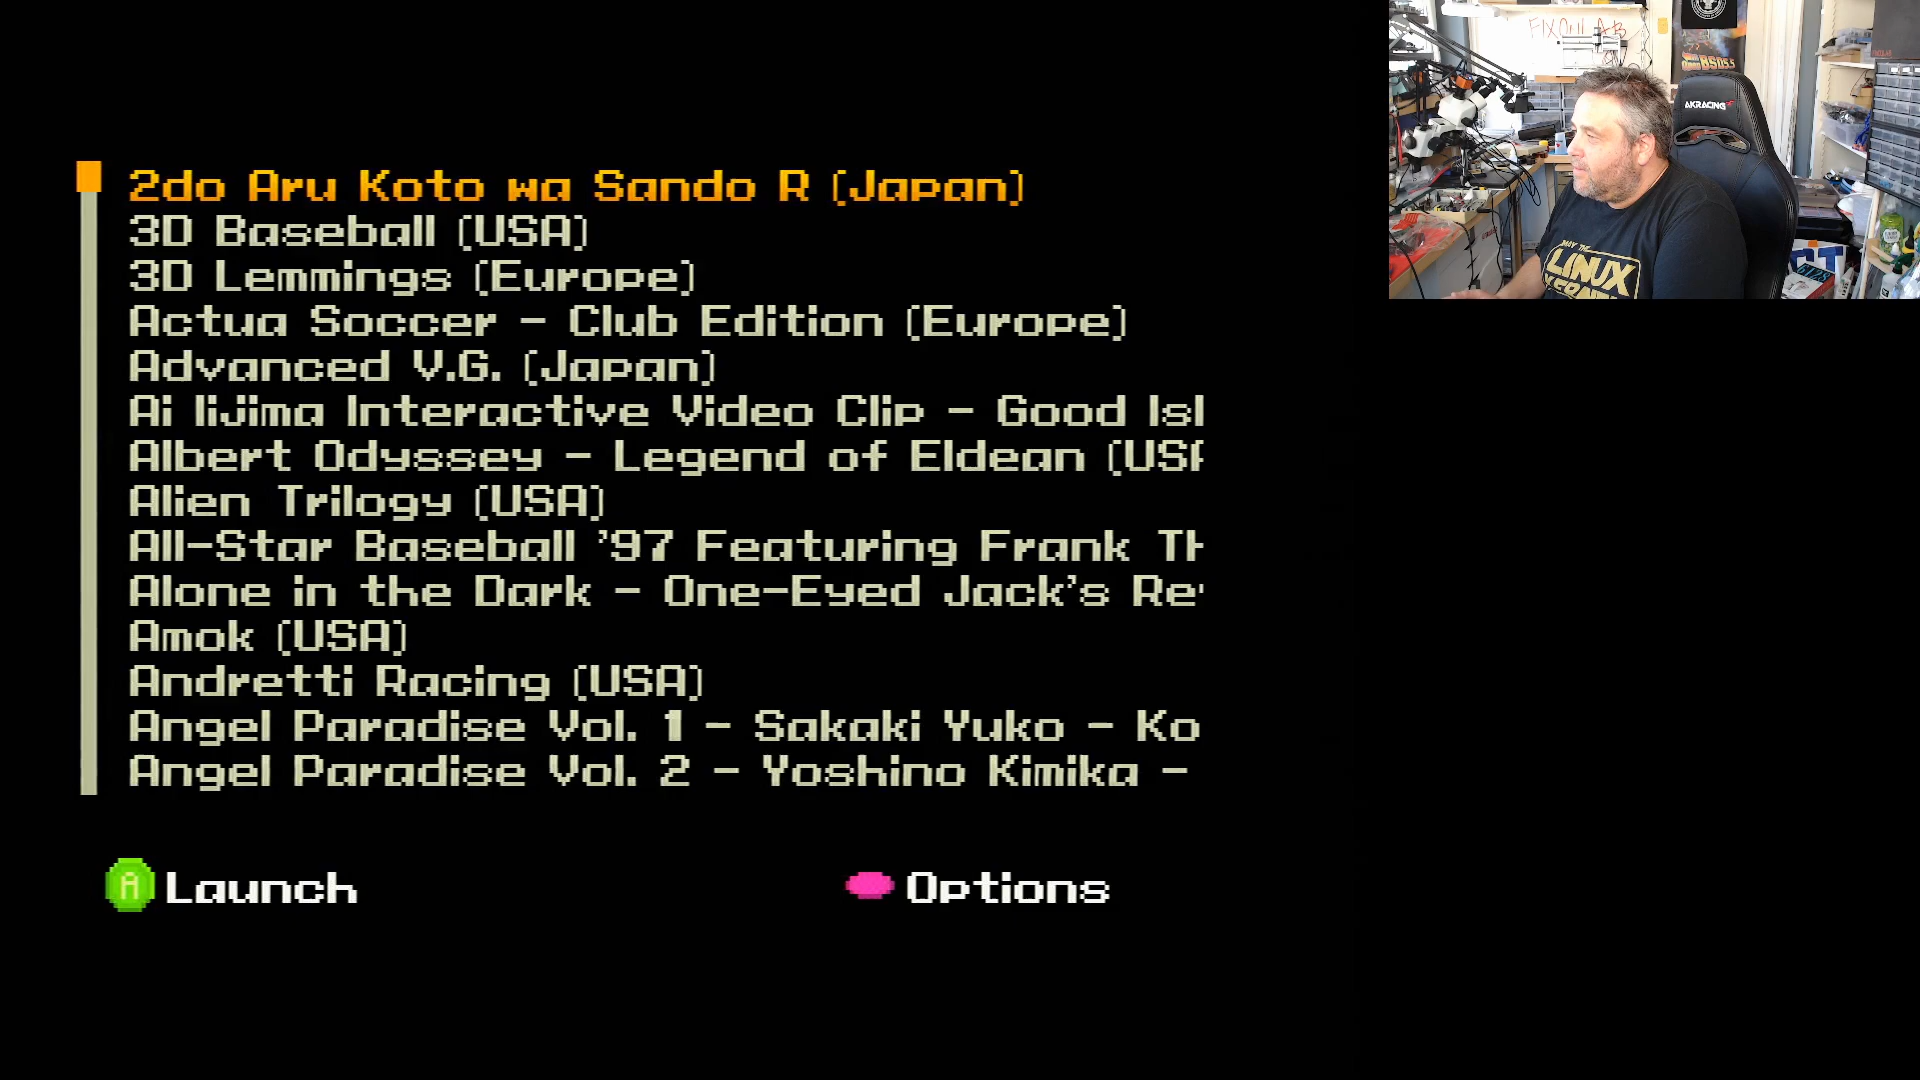 2do Aru Koto wa Sando R (Japan)
3D Baseball (USA)
3D Lemmings (Europe)
Actua Soccer - Club Edition (Europe)
Advanced V.G. (Japan)
Ai Iijima Interactive Video Clip - Good Isl
Albert Odyssey - Legend of Eldean (USA
Alien Trilogy (USA)
All-Star Baseball '97 Featuring Frank Th
Alone in the Dark - One-Eyed Jack's Re
Amok (USA)
Andretti Racing (USA)
Angel Paradise Vol. 1 - Sakaki Yuko - Ko
Angel Paradise Vol. 2 - Yoshino Kimika -
A Launch
Options
AKRACING
MAY THE
LINUX